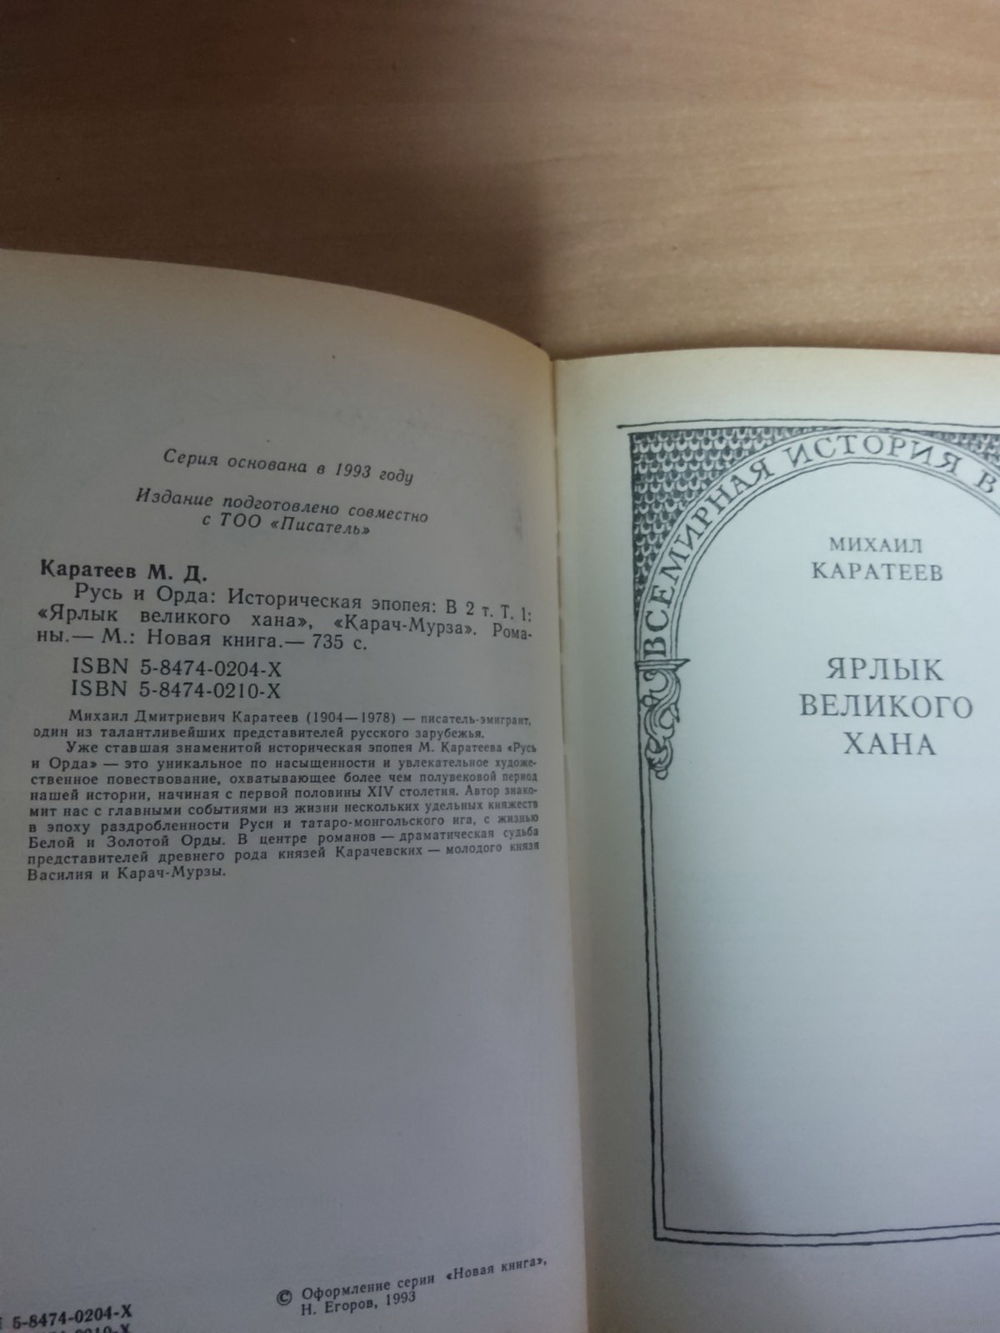 Серия основана в 1993 году
Издание подготовлено совместно
с ТОО «Писатель»
Каратеев М. Д.
Русь и Орда: Историческая эпопея: В 2 т. Т. 1:
«Ярлык великого хана», «Карач-Мурза». Рома-
ны.— М.: Новая книга.— 735 с.
ISBN 5-8474-0204-X
ISBN 5-8474-0210-X
Михаил Дмитриевич Каратеев (1904—1978) — писатель-эмигрант,
один из талантливейших представителей русского зарубежья.
Уже ставшая знаменитой историческая эпопея М. Каратеева «Русь
и Орда» — это уникальное по насыщенности и увлекательное художе-
ственное повествование, охватывающее более чем полувековой период
нашей истории, начиная с первой половины XIV столетия. Автор знако-
мит нас с главными событиями из жизни нескольких удельных княжеств
в эпоху раздробленности Руси и татаро-монгольского ига, с жизнью
Белой и Золотой Орды. В центре романов — драматическая судьба
представителей древнего рода князей Карачевских — молодого князя
Василия и Карач-Мурзы.
5-8474-0204-X
© Оформление серии «Новая книга»,
Н. Егоров, 1993
ВСЕМИРНАЯ ИСТОРИЯ В
МИХАИЛ
КАРАТЕЕВ
ЯРЛЫК
ВЕЛИКОГО
ХАНА